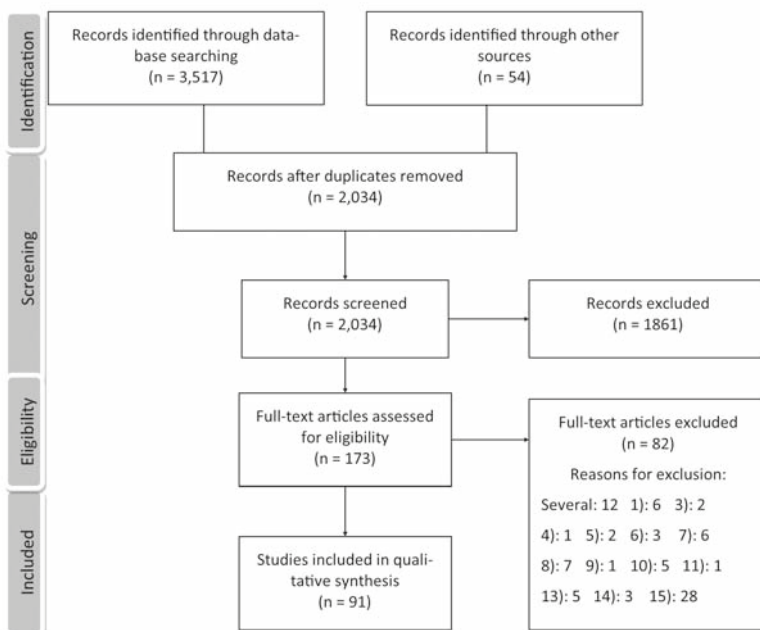 Identification
Records identified through data-
base searching
(n = 3,517)
Records identified through other
sources
(n = 54)
Screening
Records after duplicates removed
(n = 2,034)
Records screened
(n = 2,034)
Records excluded
(n = 1861)
Eligibility
Full-text articles assessed
for eligibility
(n = 173)
Full-text articles excluded
(n = 82)
Reasons for exclusion:
Several: 12 1): 6 3): 2
4): 1 5): 2 6): 3 7): 6
8): 7 9): 1 10): 5 11): 1
13): 5 14): 3 15): 28
Included
Studies included in quali-
tative synthesis
(n = 91)